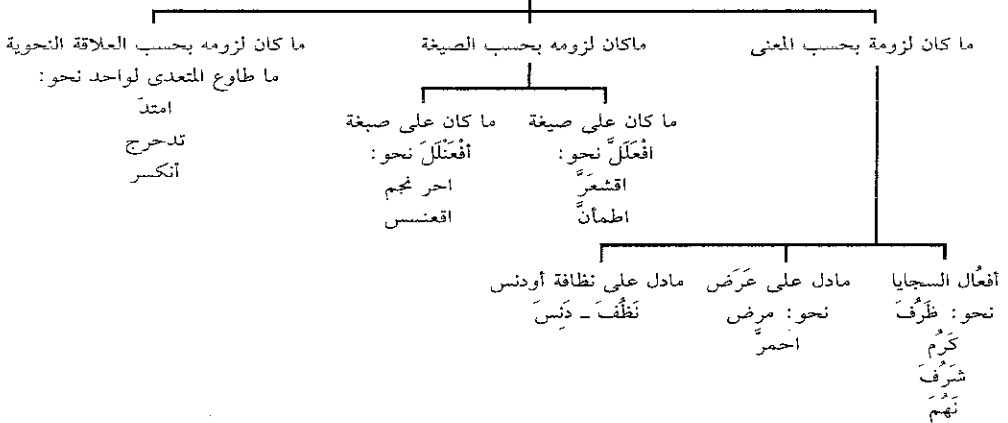 ما كان لزومة بحسب المعنى
ماكان لزومه بحسب الصيغة
ما كان لزومه بحسب العلاقة النحوية
ما طاوع المتعدى لواحد نحو:
امتدّ
تدحرج
أنكسر
ما كان على صيغة
افْعَلَلَّ نحو:
اقشعَرَّ
اطمأنَّ
ما كان على صبغة
أفْعَنْلَلَ نحو:
احر نجم
اقعنسس
أفعُال السجايا
نحو: ظَرُفَ
كَرُم
شَرُفَ
نَهُمَ
مادل على عَرَض
نحو: مرض
احمرَّ
مادل على نظافة أودنس
نَظُفَ ـ دَنِسَ